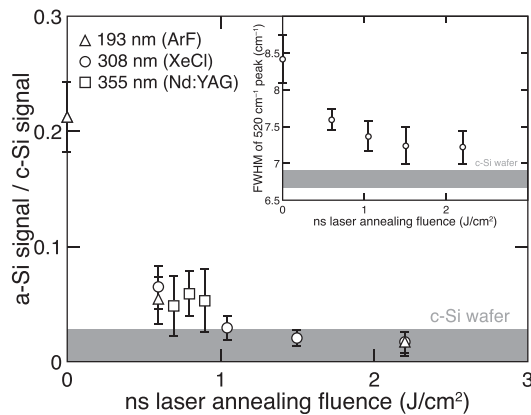 0.3
0.2
0.1
0
a-Si signal / c-Si signal
△ 193 nm (ArF)
○ 308 nm (XeCl)
□ 355 nm (Nd:YAG)
8.5
8
7.5
7
6.5
FWHM of 520 cm⁻¹ peak (cm⁻¹)
c-Si wafer
0 1 2
ns laser annealing fluence (J/cm²)
c-Si wafer
0 1 2 3
ns laser annealing fluence (J/cm²)